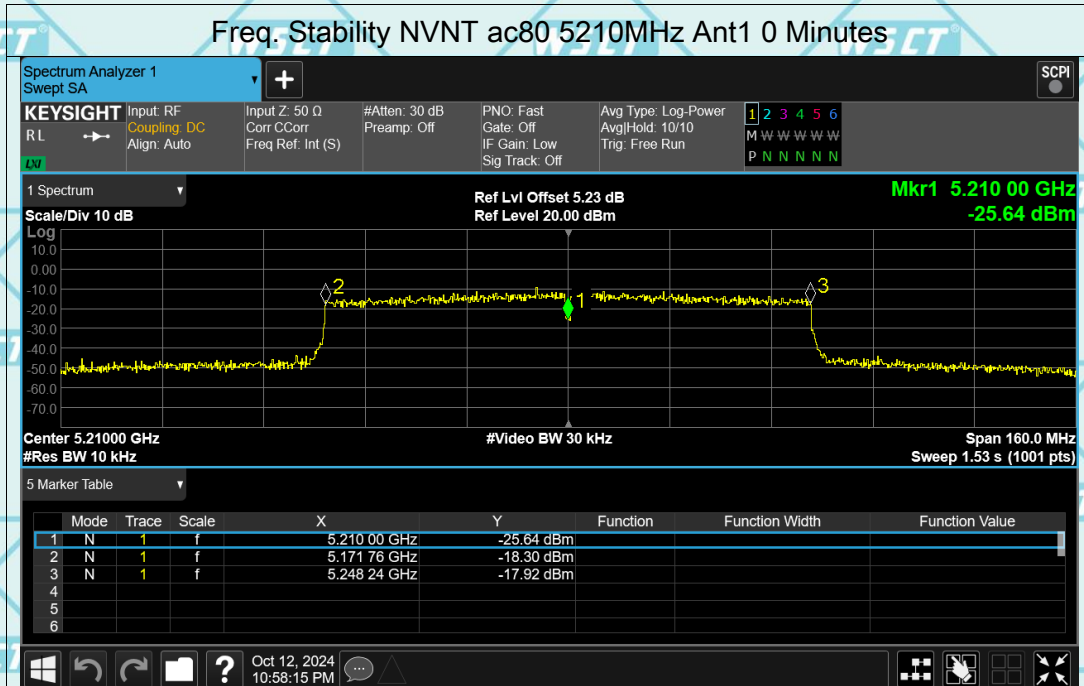 Freq. Stability NVNT ac80 5210MHz Ant1 0 Minutes
Spectrum Analyzer 1
Swept SA
+
SCPI
KEYSIGHT Input: RF Input Z: 50 Ω #Atten: 30 dB PNO: Fast Avg Type: Log-Power 1 2 3 4 5 6
RL Coupling: DC Corr CCorr Preamp: Off Gate: Off Avg|Hold: 10/10 M W W W W W
Align: Auto Freq Ref: Int (S) IF Gain: Low Trig: Free Run P N N N N N
LXI Sig Track: Off
1 Spectrum Ref Lvl Offset 5.23 dB Mkr1 5.210 00 GHz
Scale/Div 10 dB Ref Level 20.00 dBm -25.64 dBm
Log
10.0
0.00
-10.0
-20.0
-30.0
-40.0
-50.0
-60.0
-70.0
2
1
3
Center 5.21000 GHz #Video BW 30 kHz Span 160.0 MHz
#Res BW 10 kHz Sweep 1.53 s (1001 pts)
5 Marker Table
Mode Trace Scale X Y Function Function Width Function Value
1 N 1 f 5.210 00 GHz -25.64 dBm
2 N 1 f 5.171 76 GHz -18.30 dBm
3 N 1 f 5.248 24 GHz -17.92 dBm
4
5
6
? Oct 12, 2024
10:58:15 PM